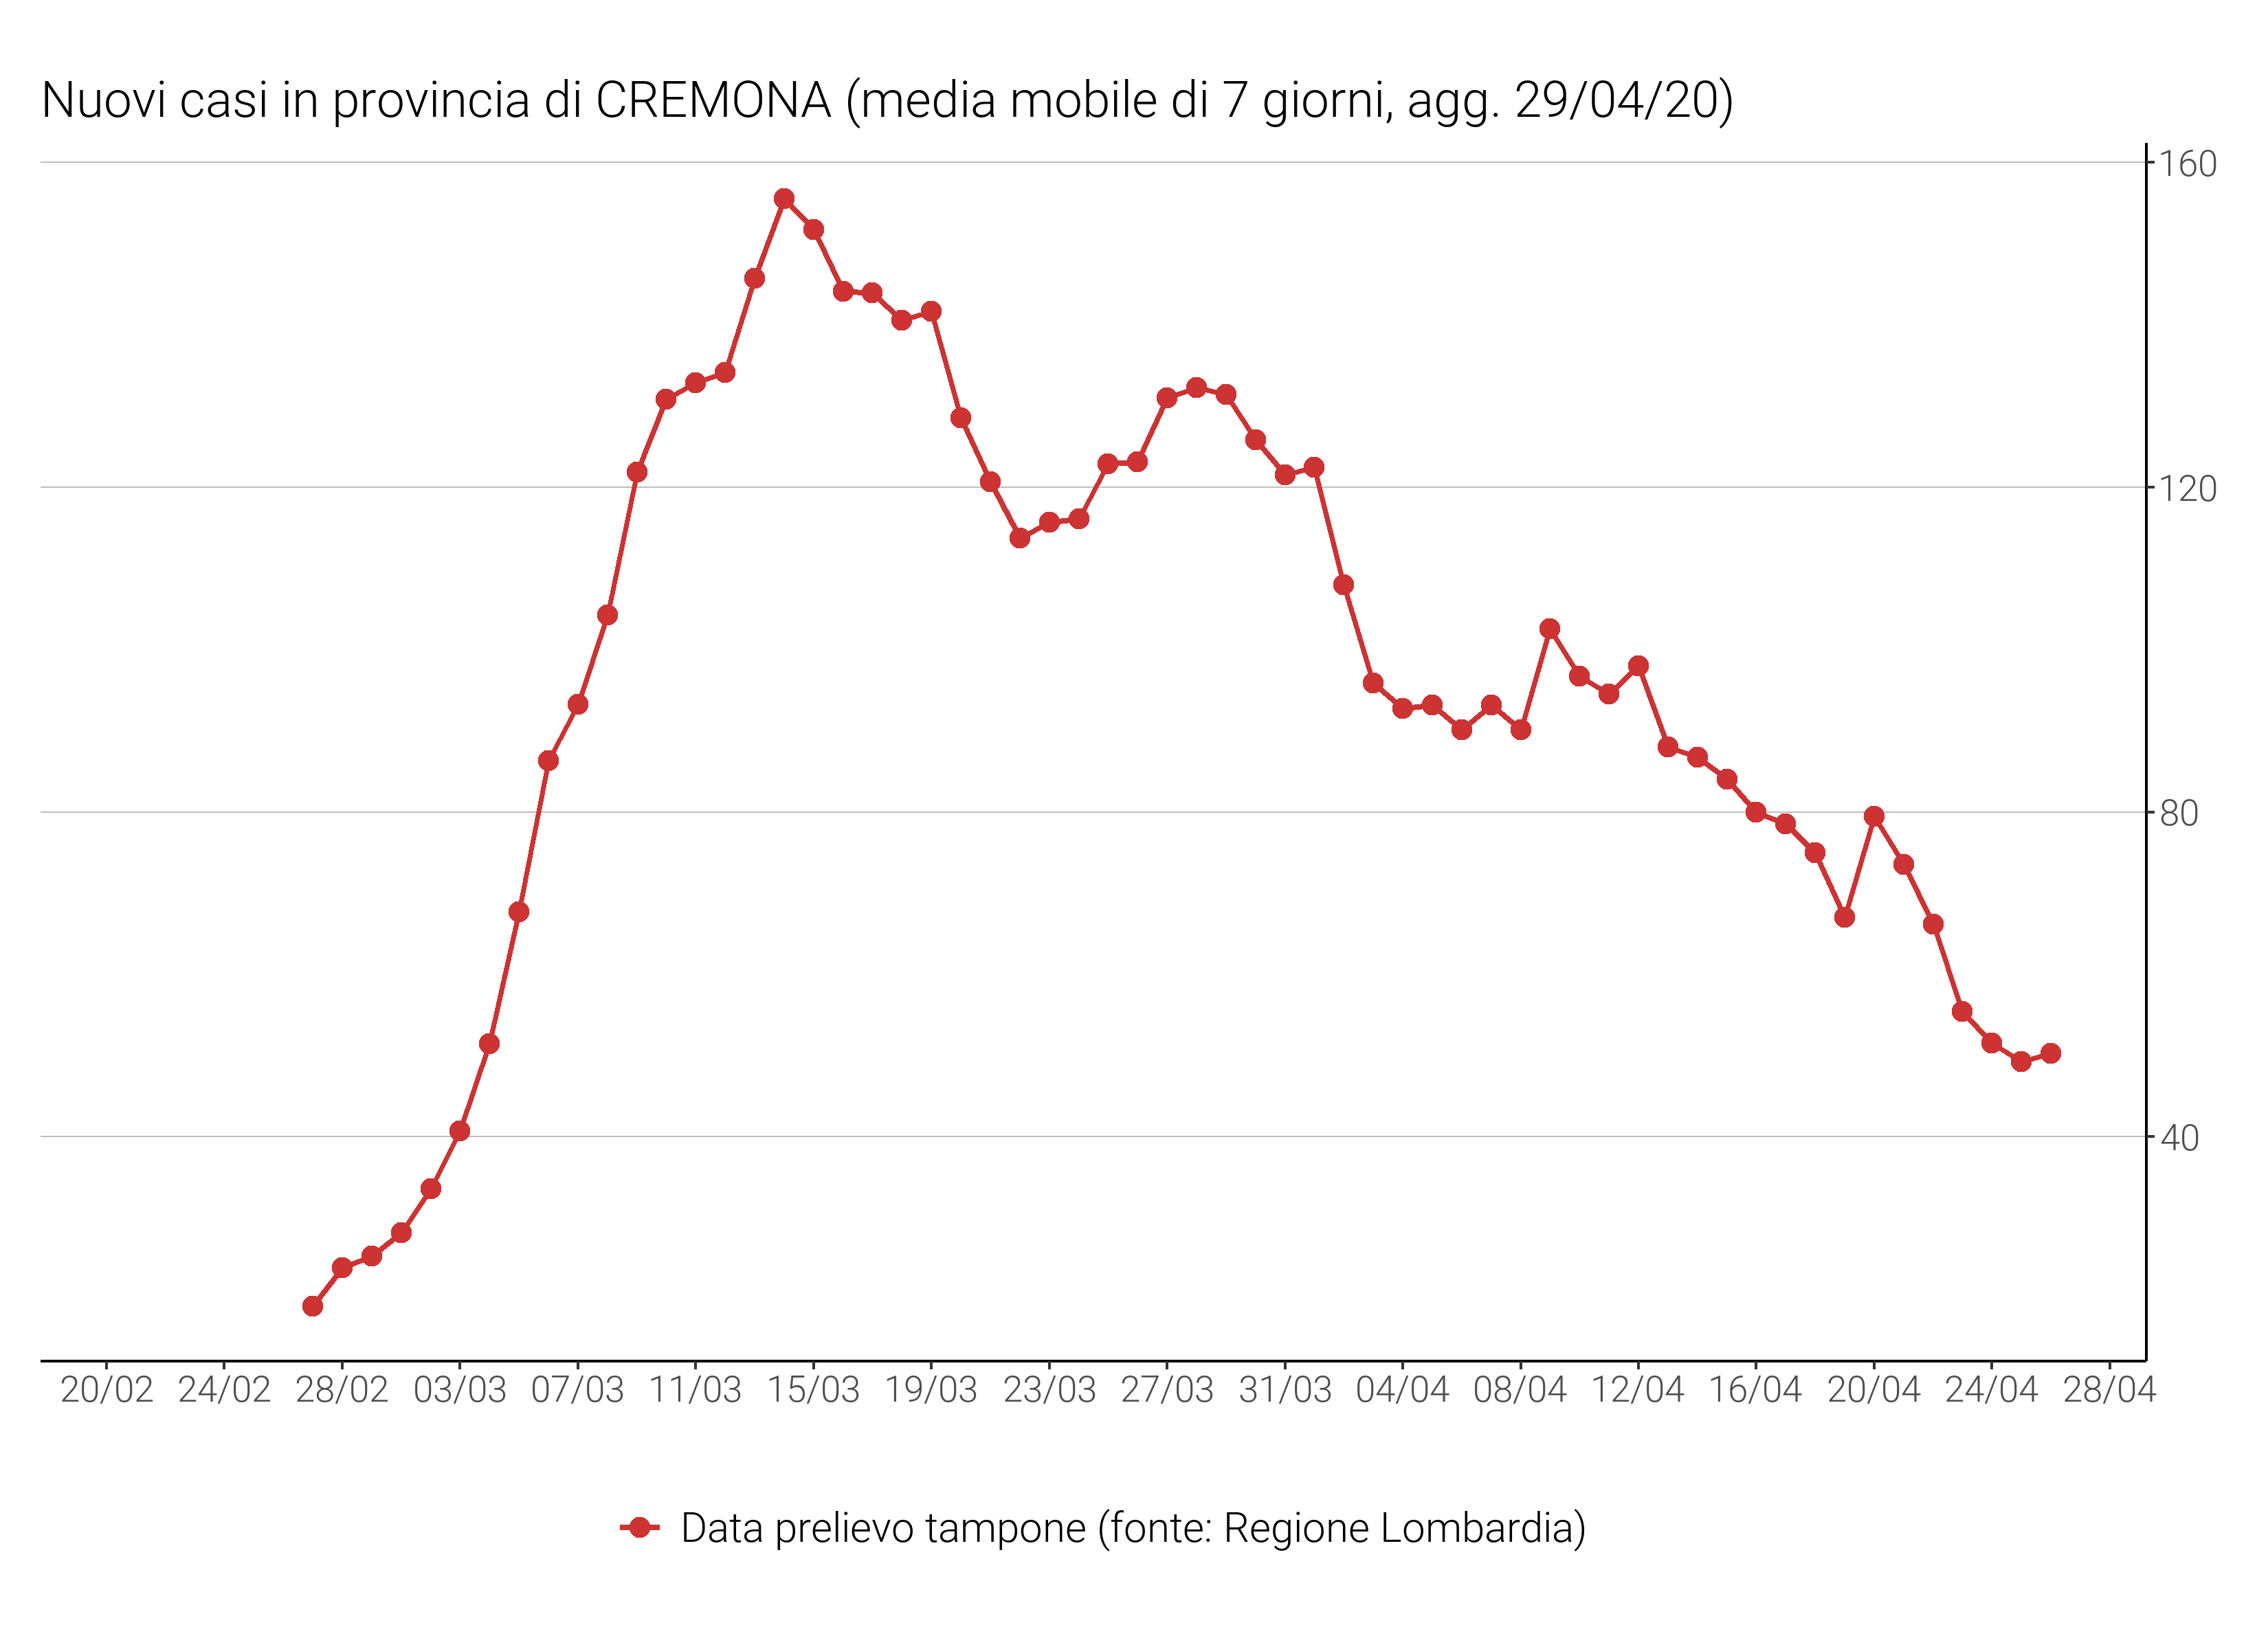 Nuovi casi in provincia di CREMONA (media mobile di 7 giorni, agg. 29/04/20)
160
120
80
40
20/02 24/02 28/02 03/03 07/03 11/03 15/03 19/03 23/03 27/03 31/03 04/04 08/04 12/04 16/04 20/04 24/04 28/04
Data prelievo tampone (fonte: Regione Lombardia)